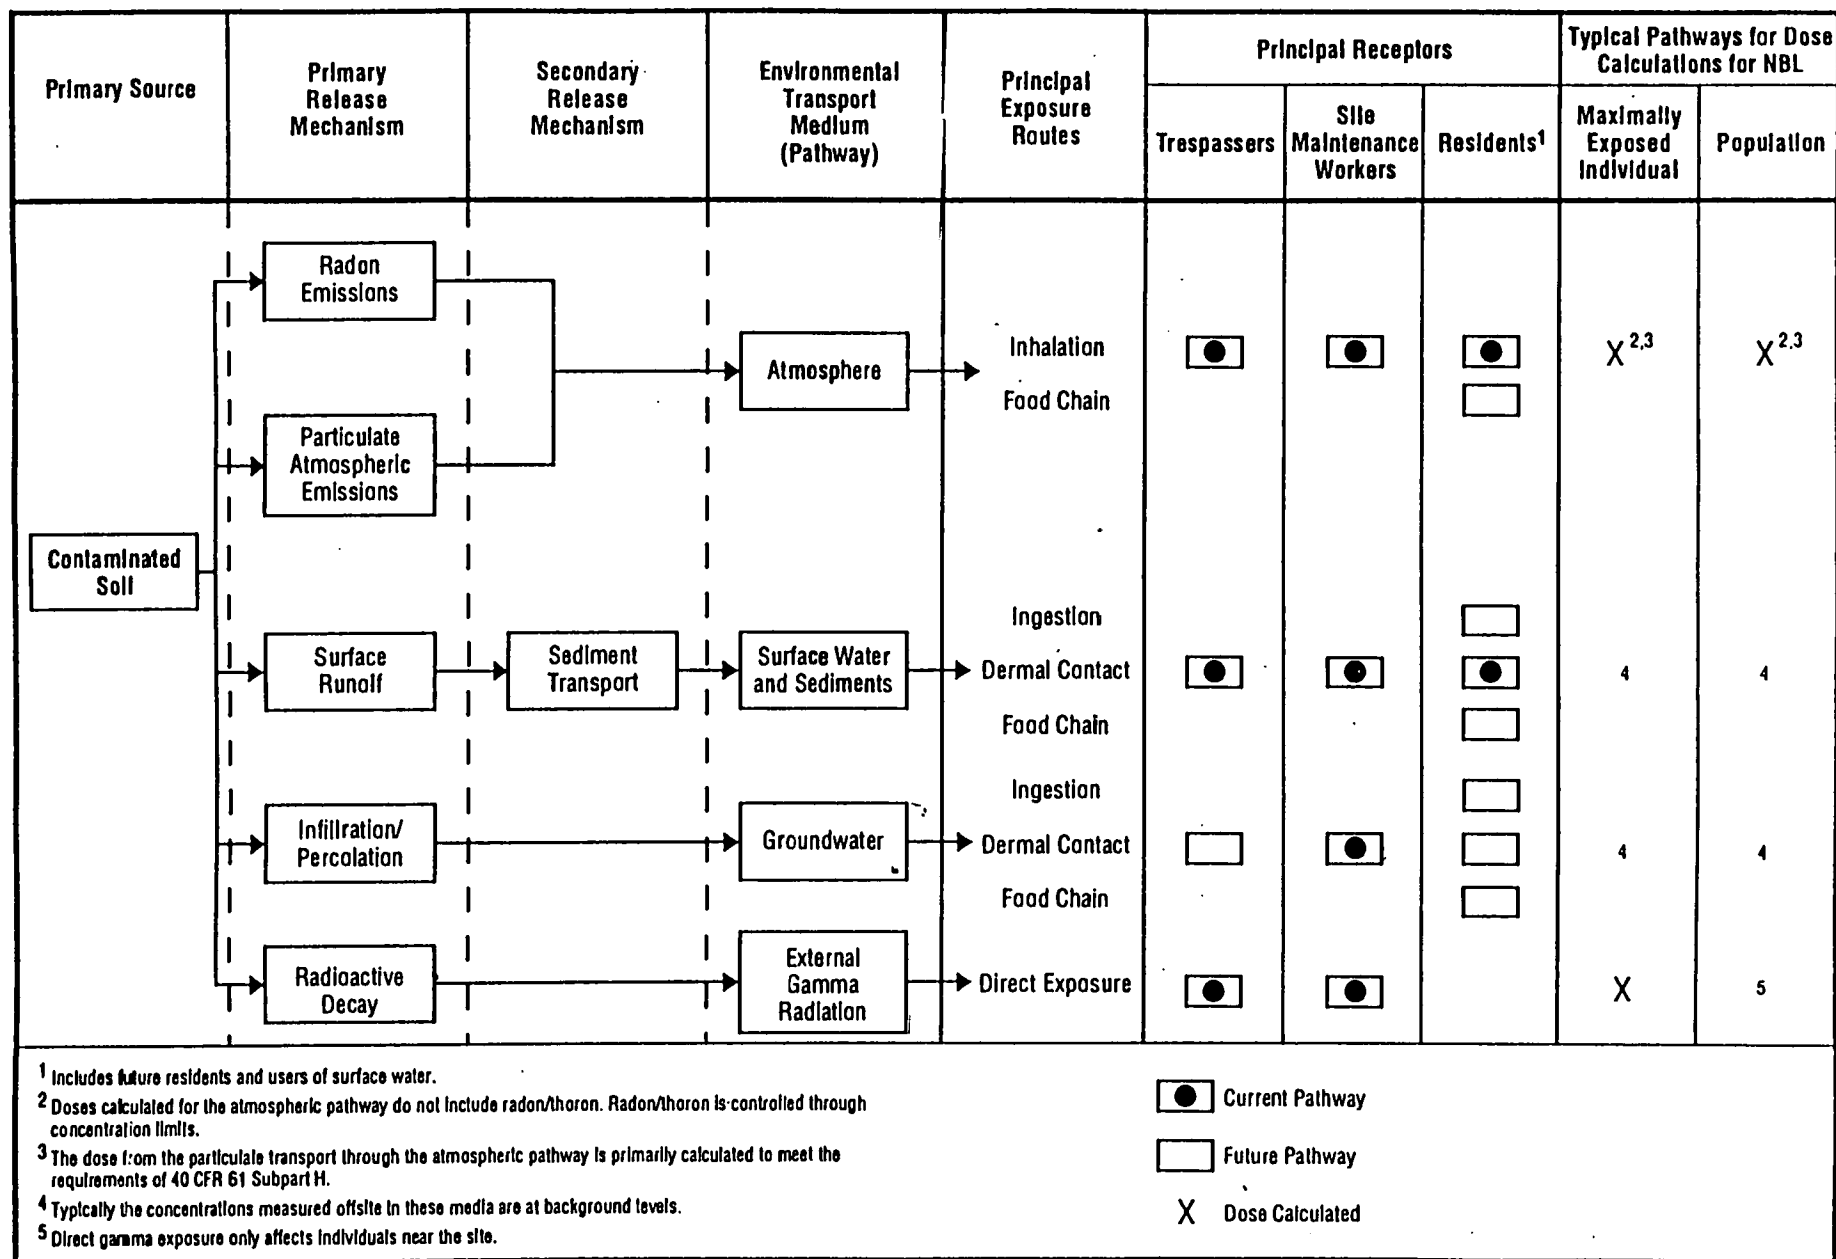 Primary Source
Primary
Release
Mechanism
Secondary
Release
Mechanism
Environmental
Transport
Medium
(Pathway)
Principal
Exposure
Routes
Principal Receptors
Trespassers
Site
Maintenance
Workers
Residents¹
Typical Pathways for Dose
Calculations for NBL
Maximally
Exposed
Individual
Population
Contaminated
Soil
Radon
Emissions
Particulate
Atmospheric
Emissions
Atmosphere
Inhalation
Food Chain
X 2,3
X 2,3
Surface
Runoff
Sediment
Transport
Surface Water
and Sediments
Ingestion
Dermal Contact
Food Chain
4
4
Infiltration/
Percolation
Groundwater
Ingestion
Dermal Contact
Food Chain
4
4
Radioactive
Decay
External
Gamma
Radiation
Direct Exposure
X
5
1 Includes future residents and users of surface water.
2 Doses calculated for the atmospheric pathway do not include radon/thoron. Radon/thoron is controlled through
concentration limits.
3 The dose from the particulate transport through the atmospheric pathway is primarily calculated to meet the
requirements of 40 CFR 61 Subpart H.
4 Typically the concentrations measured offsite in these media are at background levels.
5 Direct gamma exposure only affects individuals near the site.
Current Pathway
Future Pathway
X Dose Calculated